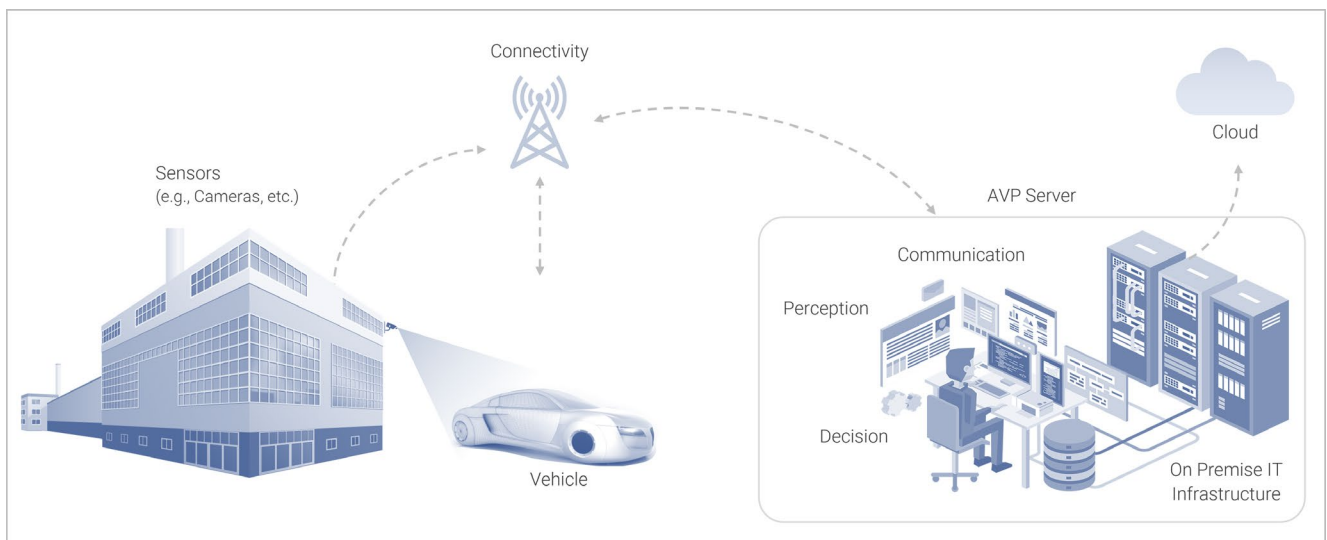 Connectivity
Cloud
Sensors
(e.g., Cameras, etc.)
AVP Server
Communication
Perception
Decision
On Premise IT
Infrastructure
Vehicle